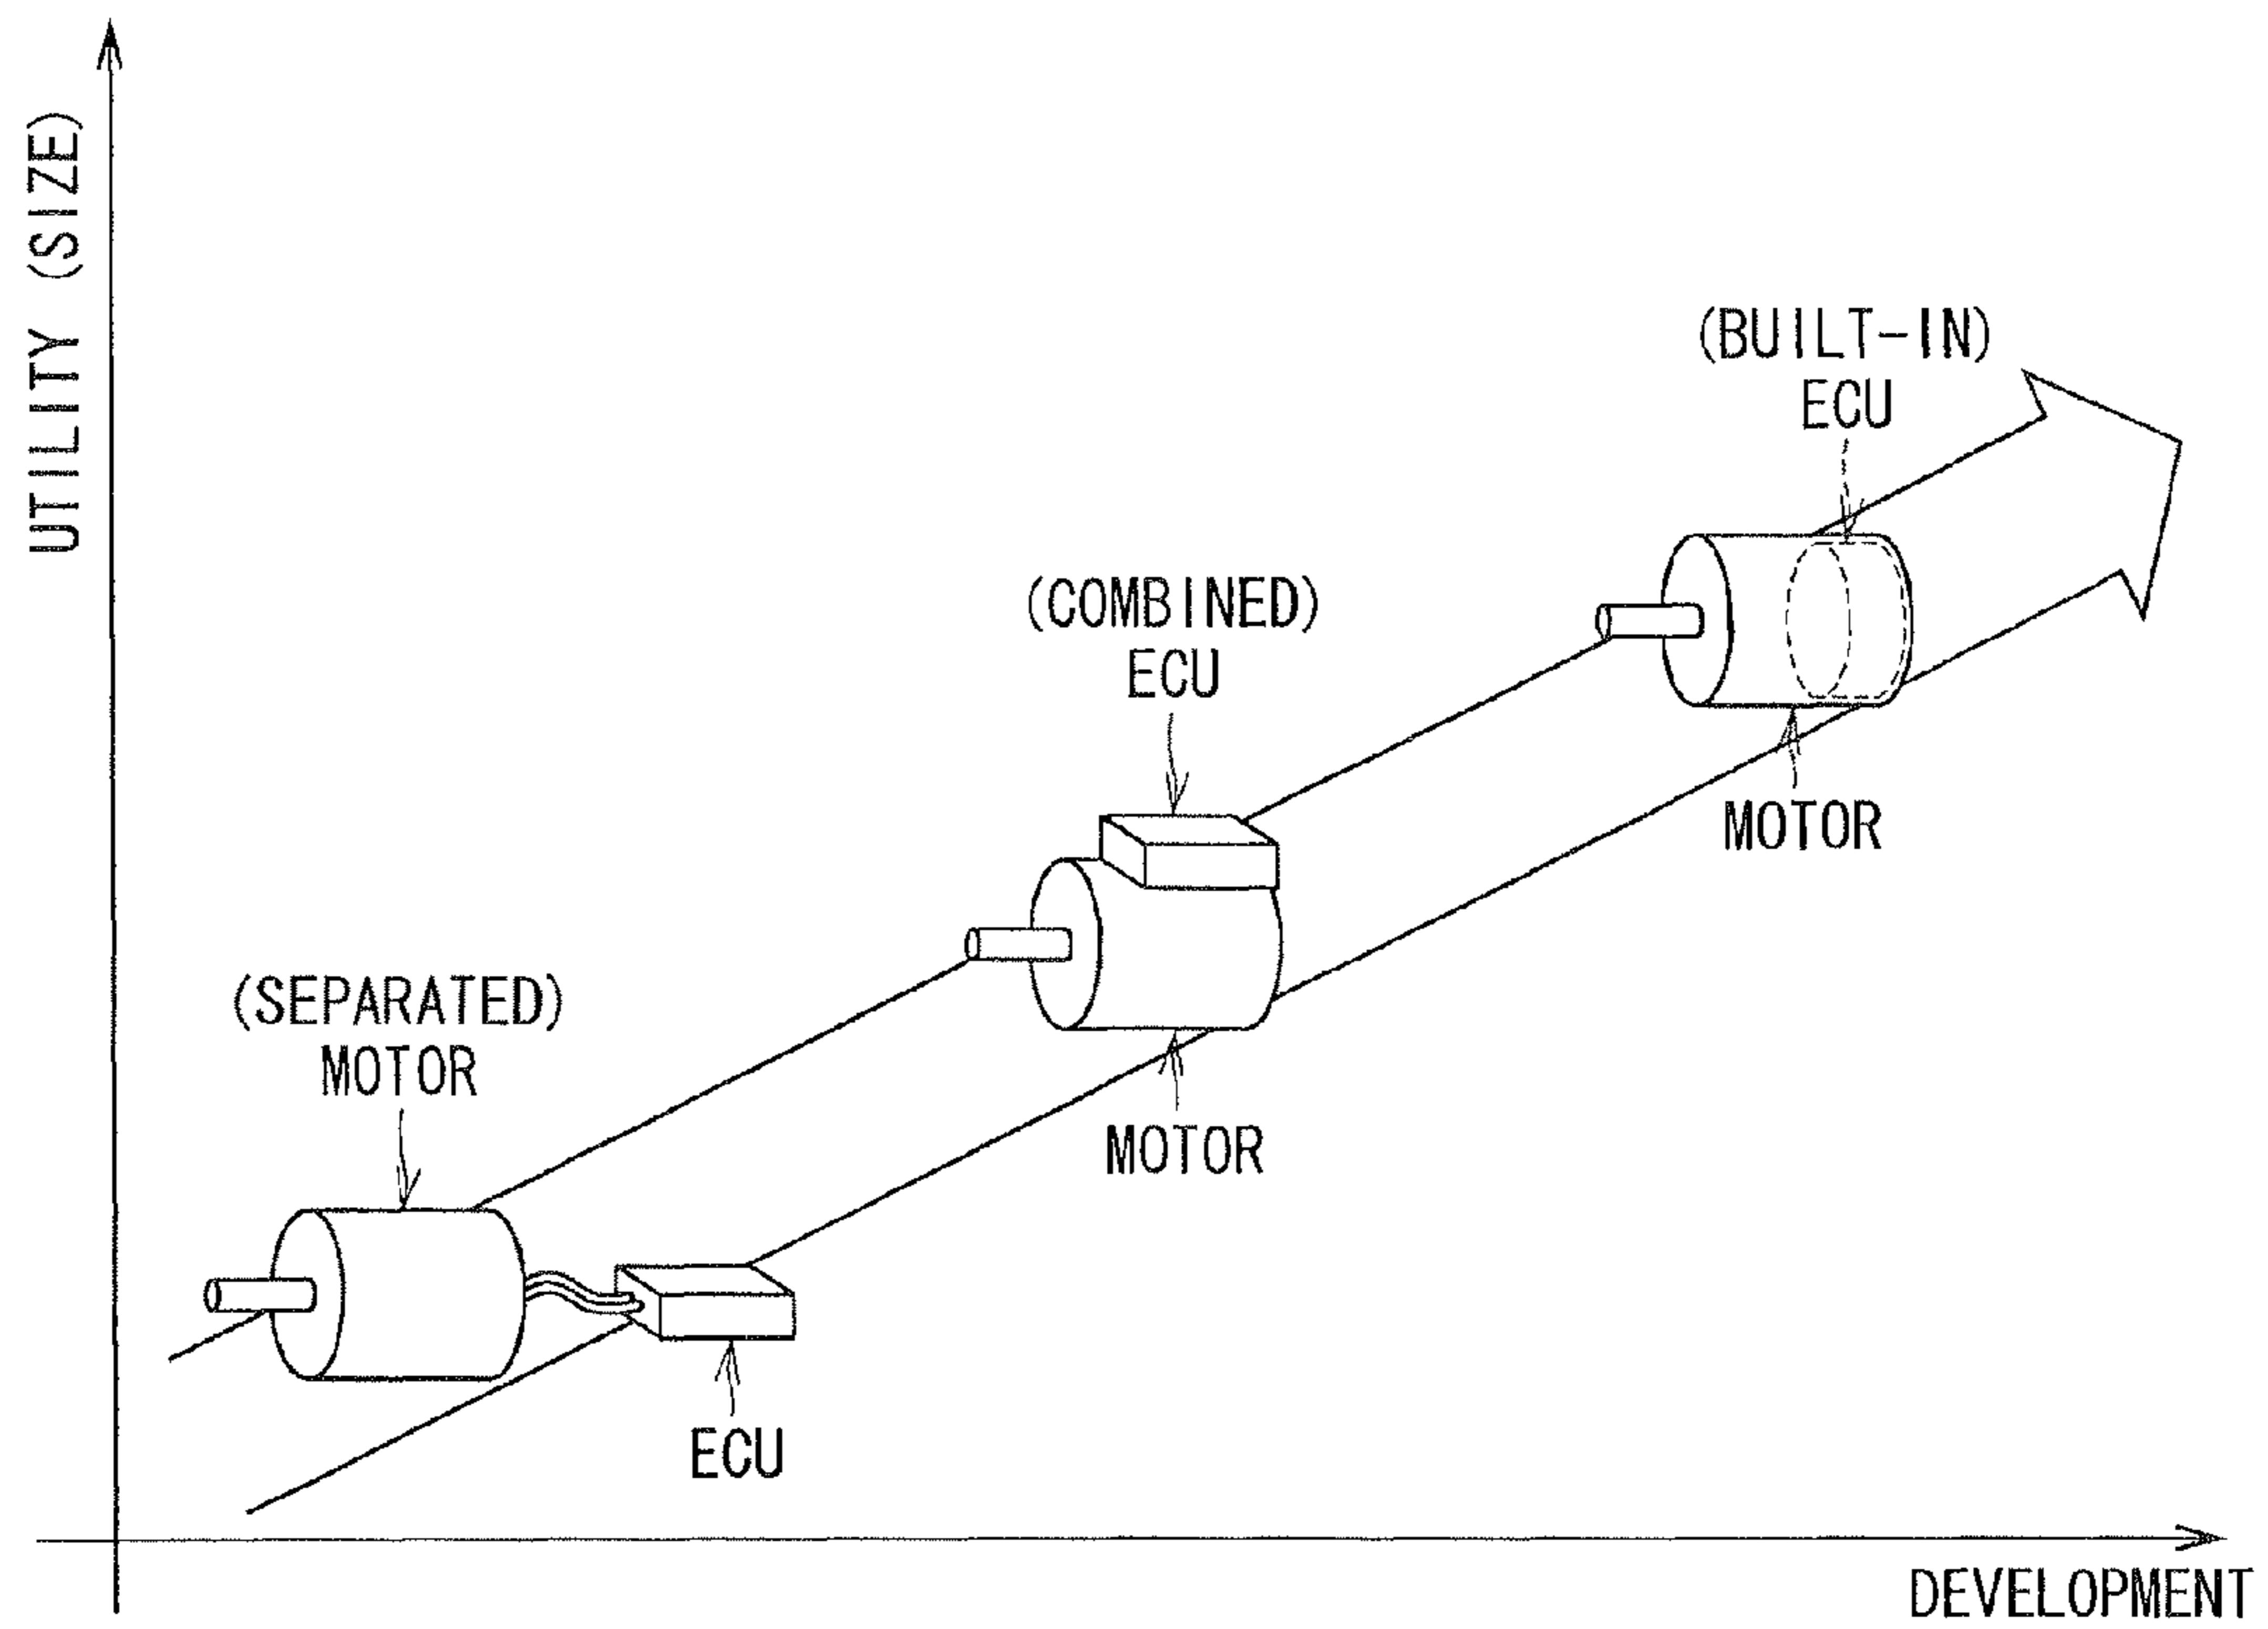 UTILITY (SIZE)
(BUILT-IN)
ECU
MOTOR
(COMBINED)
ECU
MOTOR
(SEPARATED)
MOTOR
ECU
DEVELOPMENT